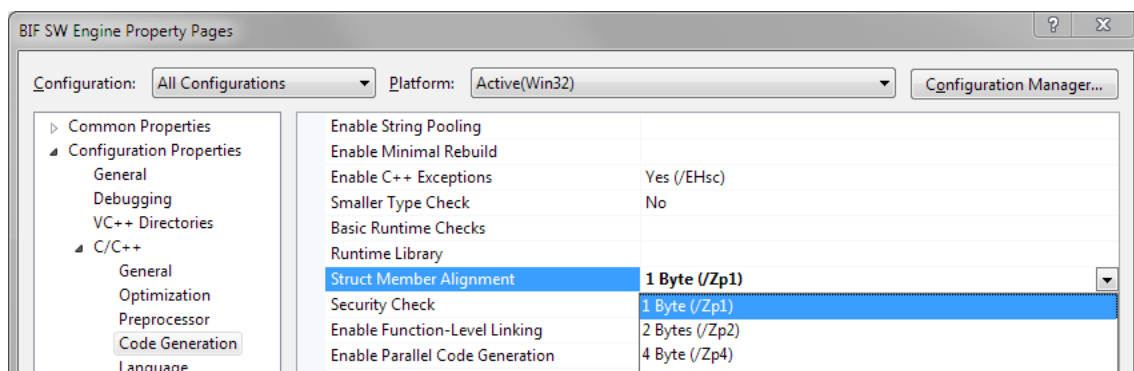 BIF SW Engine Property Pages
Configuration: All Configurations Platform: Active(Win32) Configuration Manager...
Common Properties
Configuration Properties
General
Debugging
VC++ Directories
C/C++
General
Optimization
Preprocessor
Code Generation
Language
Enable String Pooling
Enable Minimal Rebuild
Enable C++ Exceptions Yes (/EHsc)
Smaller Type Check No
Basic Runtime Checks
Runtime Library
Struct Member Alignment 1 Byte (/Zp1)
Security Check 1 Byte (/Zp1)
Enable Function-Level Linking 2 Bytes (/Zp2)
Enable Parallel Code Generation 4 Byte (/Zp4)